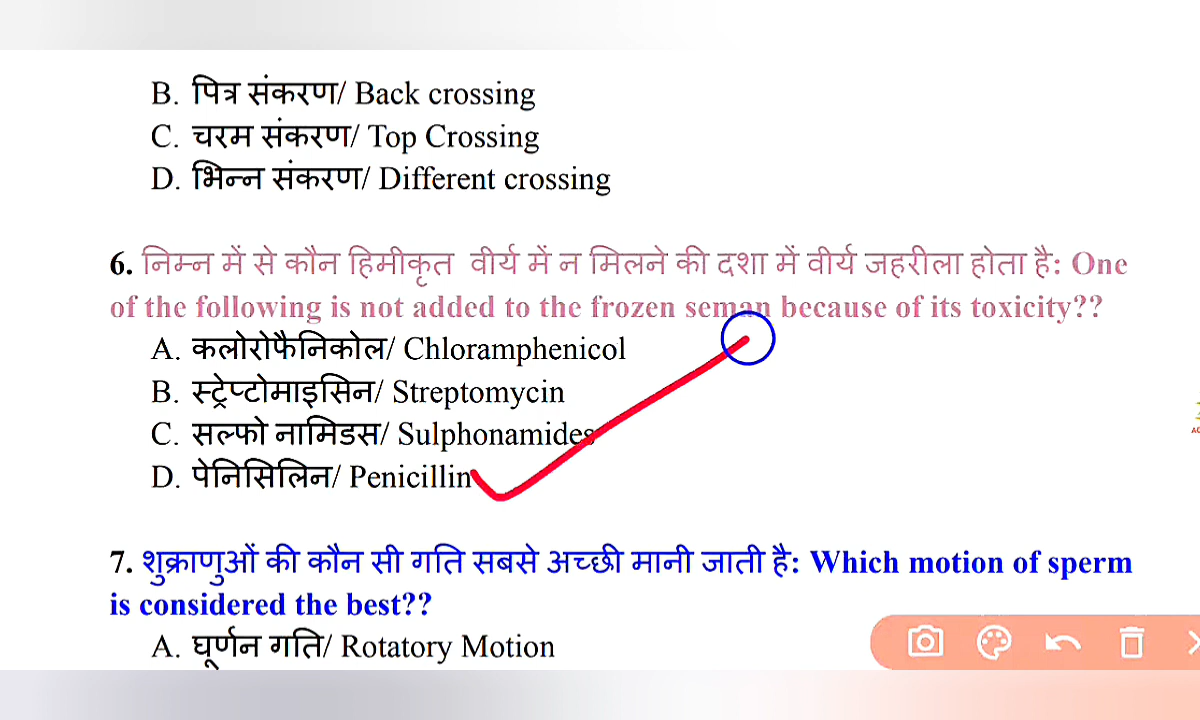 B. पित्र संकरण/ Back crossing
C. चरम संकरण/ Top Crossing
D. भिन्न संकरण/ Different crossing
6. निम्न में से कौन हिमीकृत वीर्य में न मिलने की दशा में वीर्य जहरीला होता है: One
of the following is not added to the frozen seman because of its toxicity??
A. कलोरोफैनिकोल/ Chloramphenicol
B. स्ट्रेप्टोमाइसिन/ Streptomycin
C. सल्फो नामिडस/ Sulphonamides
D. पेनिसिलिन/ Penicillin
7. शुक्राणुओं की कौन सी गति सबसे अच्छी मानी जाती है: Which motion of sperm
is considered the best??
A. घूर्णन गति/ Rotatory Motion